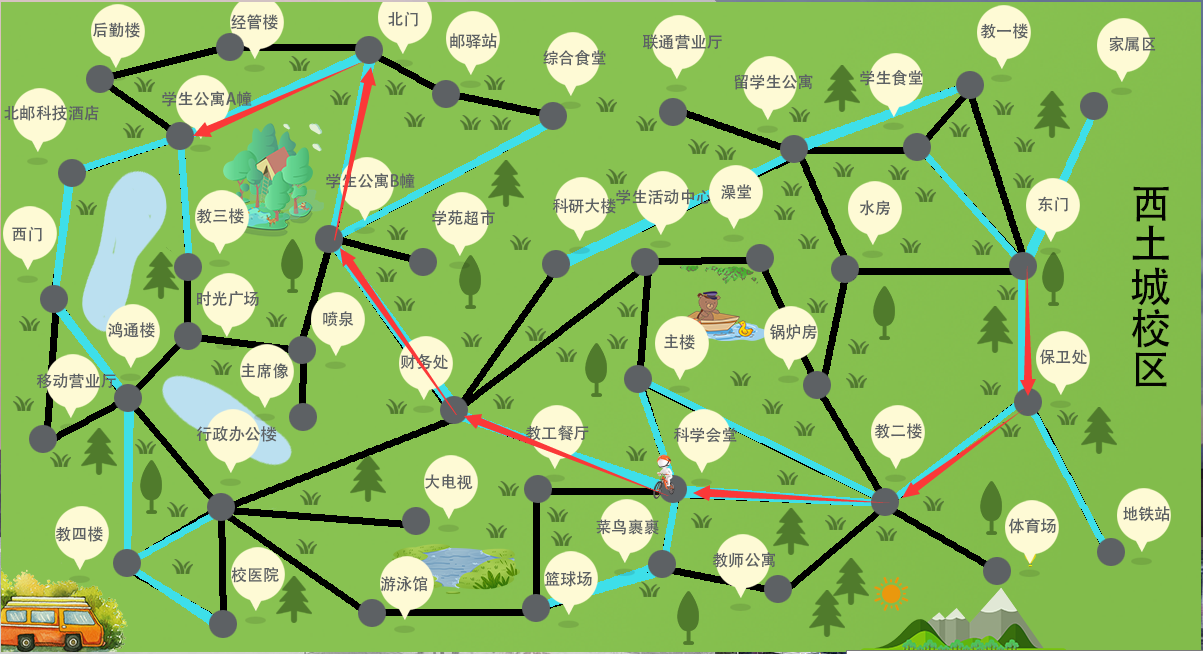 后勤楼
经管楼
北门
邮驿站
综合食堂
联通营业厅
留学生公寓
学生食堂
教一楼
家属区
北邮科技酒店
学生公寓A幢
学生公寓B幢
西门
教三楼
学苑超市
科研大楼
学生活动中心
澡堂
水房
东门
西土城校区
时光广场
鸿通楼
喷泉
主席像
财务处
主楼
锅炉房
保卫处
移动营业厅
行政办公楼
教工餐厅
科学会堂
教二楼
大电视
菜鸟裹裹
体育场
地铁站
教四楼
校医院
游泳馆
篮球场
教师公寓